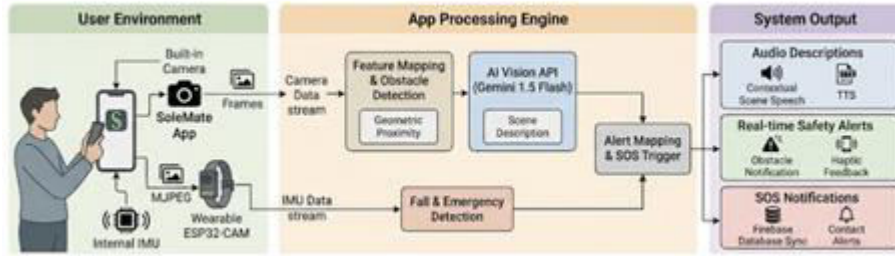 User Environment
Built-in
Camera
Frames
SoleMate
App
MJPEG
Wearable
ESP32-CAM
Internal IMU
App Processing Engine
Camera
Data
stream
Feature Mapping
& Obstacle
Detection
Geometric
Proximity
AI Vision API
(Gemini 1.5 Flash)
Scene
Description
Alert Mapping
& SOS Trigger
IMU Data
stream
Fall & Emergency
Detection
System Output
Audio Descriptions
Contextual
Scene Speech
TTS
Real-time Safety Alerts
Obstacle
Notification
Haptic
Feedback
SOS Notifications
Firebase
Database Sync
Contact
Alerts